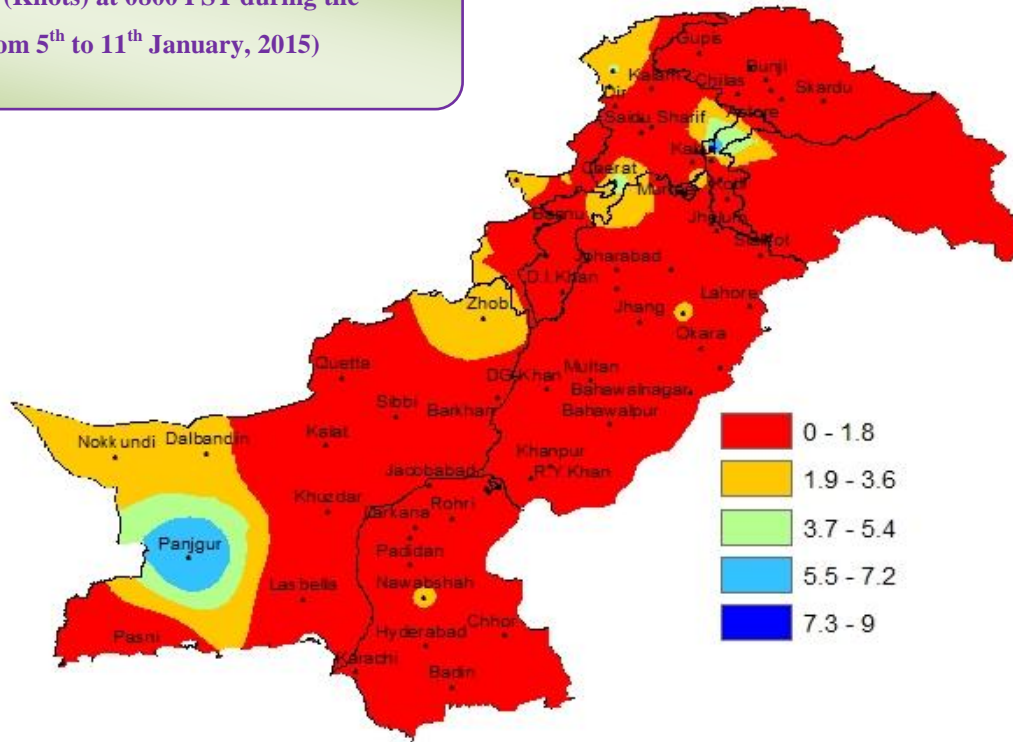 (Knots) at 0800 PST during the
om 5th to 11th January, 2015)
Gupis
Bunji
Kalam
Chilas
Skardu
Dir
Astore
Saidu Sharif
Cherat
Kotli
Bannu
Jhelum
Sialkot
Joharabad
D.I.Khan
Lahore
Zhob
Jhang
Okara
Quetta
DG Khan
Multan
Bahawalnagar
Sibbi
Barkhan
Bahawalpur
0 - 1.8
Nokkundi
Dalbandin
Kalat
Khanpur
R.Y.Khan
Jacobabad
1.9 - 3.6
Khuzdar
Larkana
Rohri
3.7 - 5.4
Panjgur
Padidan
5.5 - 7.2
Lasbella
Nawabshah
7.3 - 9
Pasni
Hyderabad
Chhor
Karachi
Badin